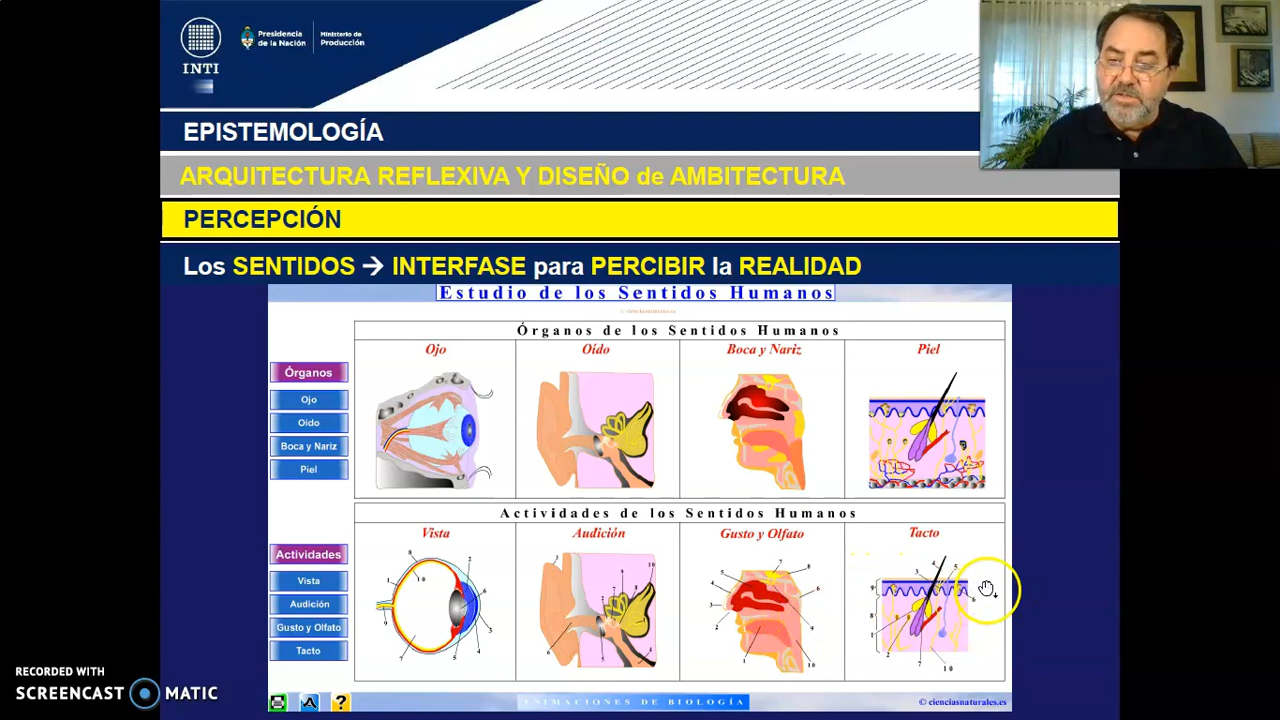 INTI
Presidencia
de la Nación
Ministerio de
Producción
EPISTEMOLOGÍA
ARQUITECTURA REFLEXIVA Y DISEÑO de AMBITECTURA
PERCEPCIÓN
Los SENTIDOS → INTERFASE para PERCIBIR la REALIDAD
Estudio de los Sentidos Humanos
Órganos de los Sentidos Humanos
Ojo
Oído
Boca y Nariz
Piel
Órganos
Ojo
Oido
Boca y Nariz
Piel
Actividades de los Sentidos Humanos
Vista
Audición
Gusto y Olfato
Tacto
Actividades
Vista
Audición
Gusto y Olfato
Tacto
ANIMACIONES DE BIOLOGÍA
© cienciasnaturales.es
RECORDED WITH
SCREENCAST MATIC